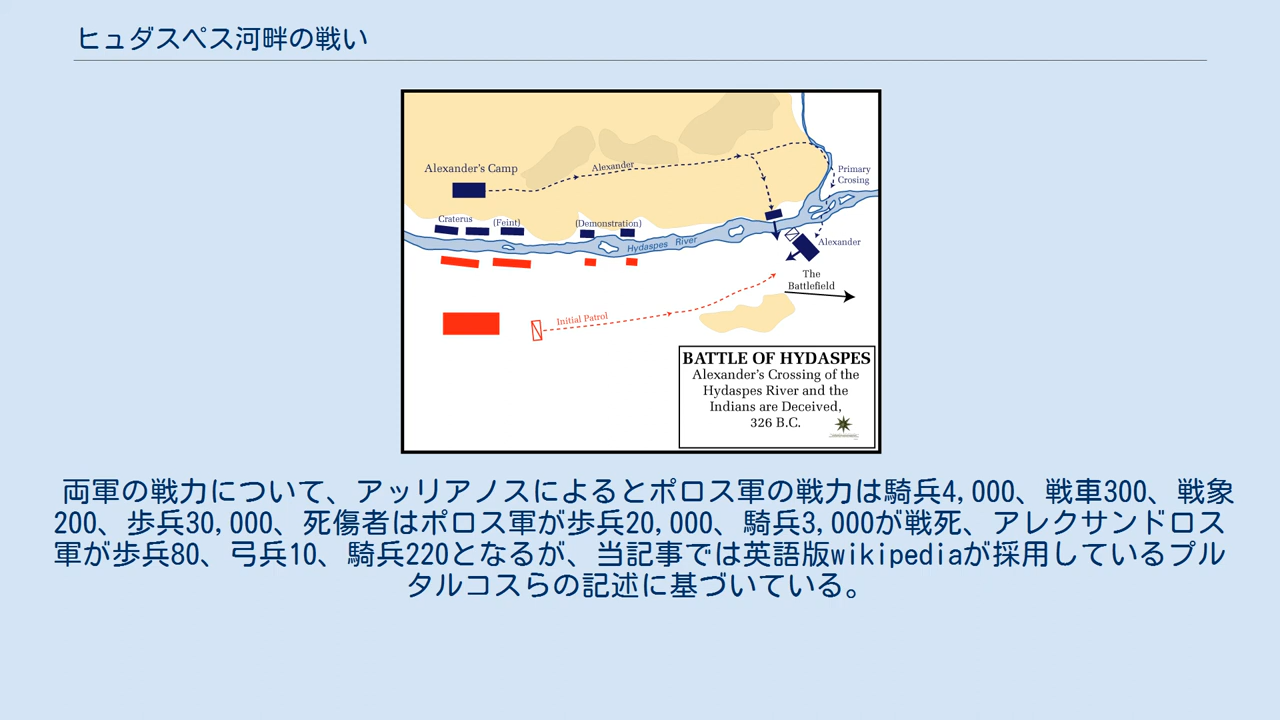 ヒュダスペス河畔の戦い
Alexander's Camp
Alexander
Primary
Crosing
Craterus
(Feint)
(Demonstration)
Hydaspes River
Alexander
The
Battlefield
Initial Patrol
BATTLE OF HYDASPES
Alexander's Crossing of the
Hydaspes River and the
Indians are Deceived,
326 B.C.
両軍の戦力について、アッリアノスによるとポロス軍の戦力は騎兵4,000、戦車300、戦象
200、歩兵30,000、死傷者はポロス軍が歩兵20,000、騎兵3,000が戦死、アレクサンドロス
軍が歩兵80、弓兵10、騎兵220となるが、当記事では英語版wikipediaが採用しているプル
タルコスらの記述に基づいている。